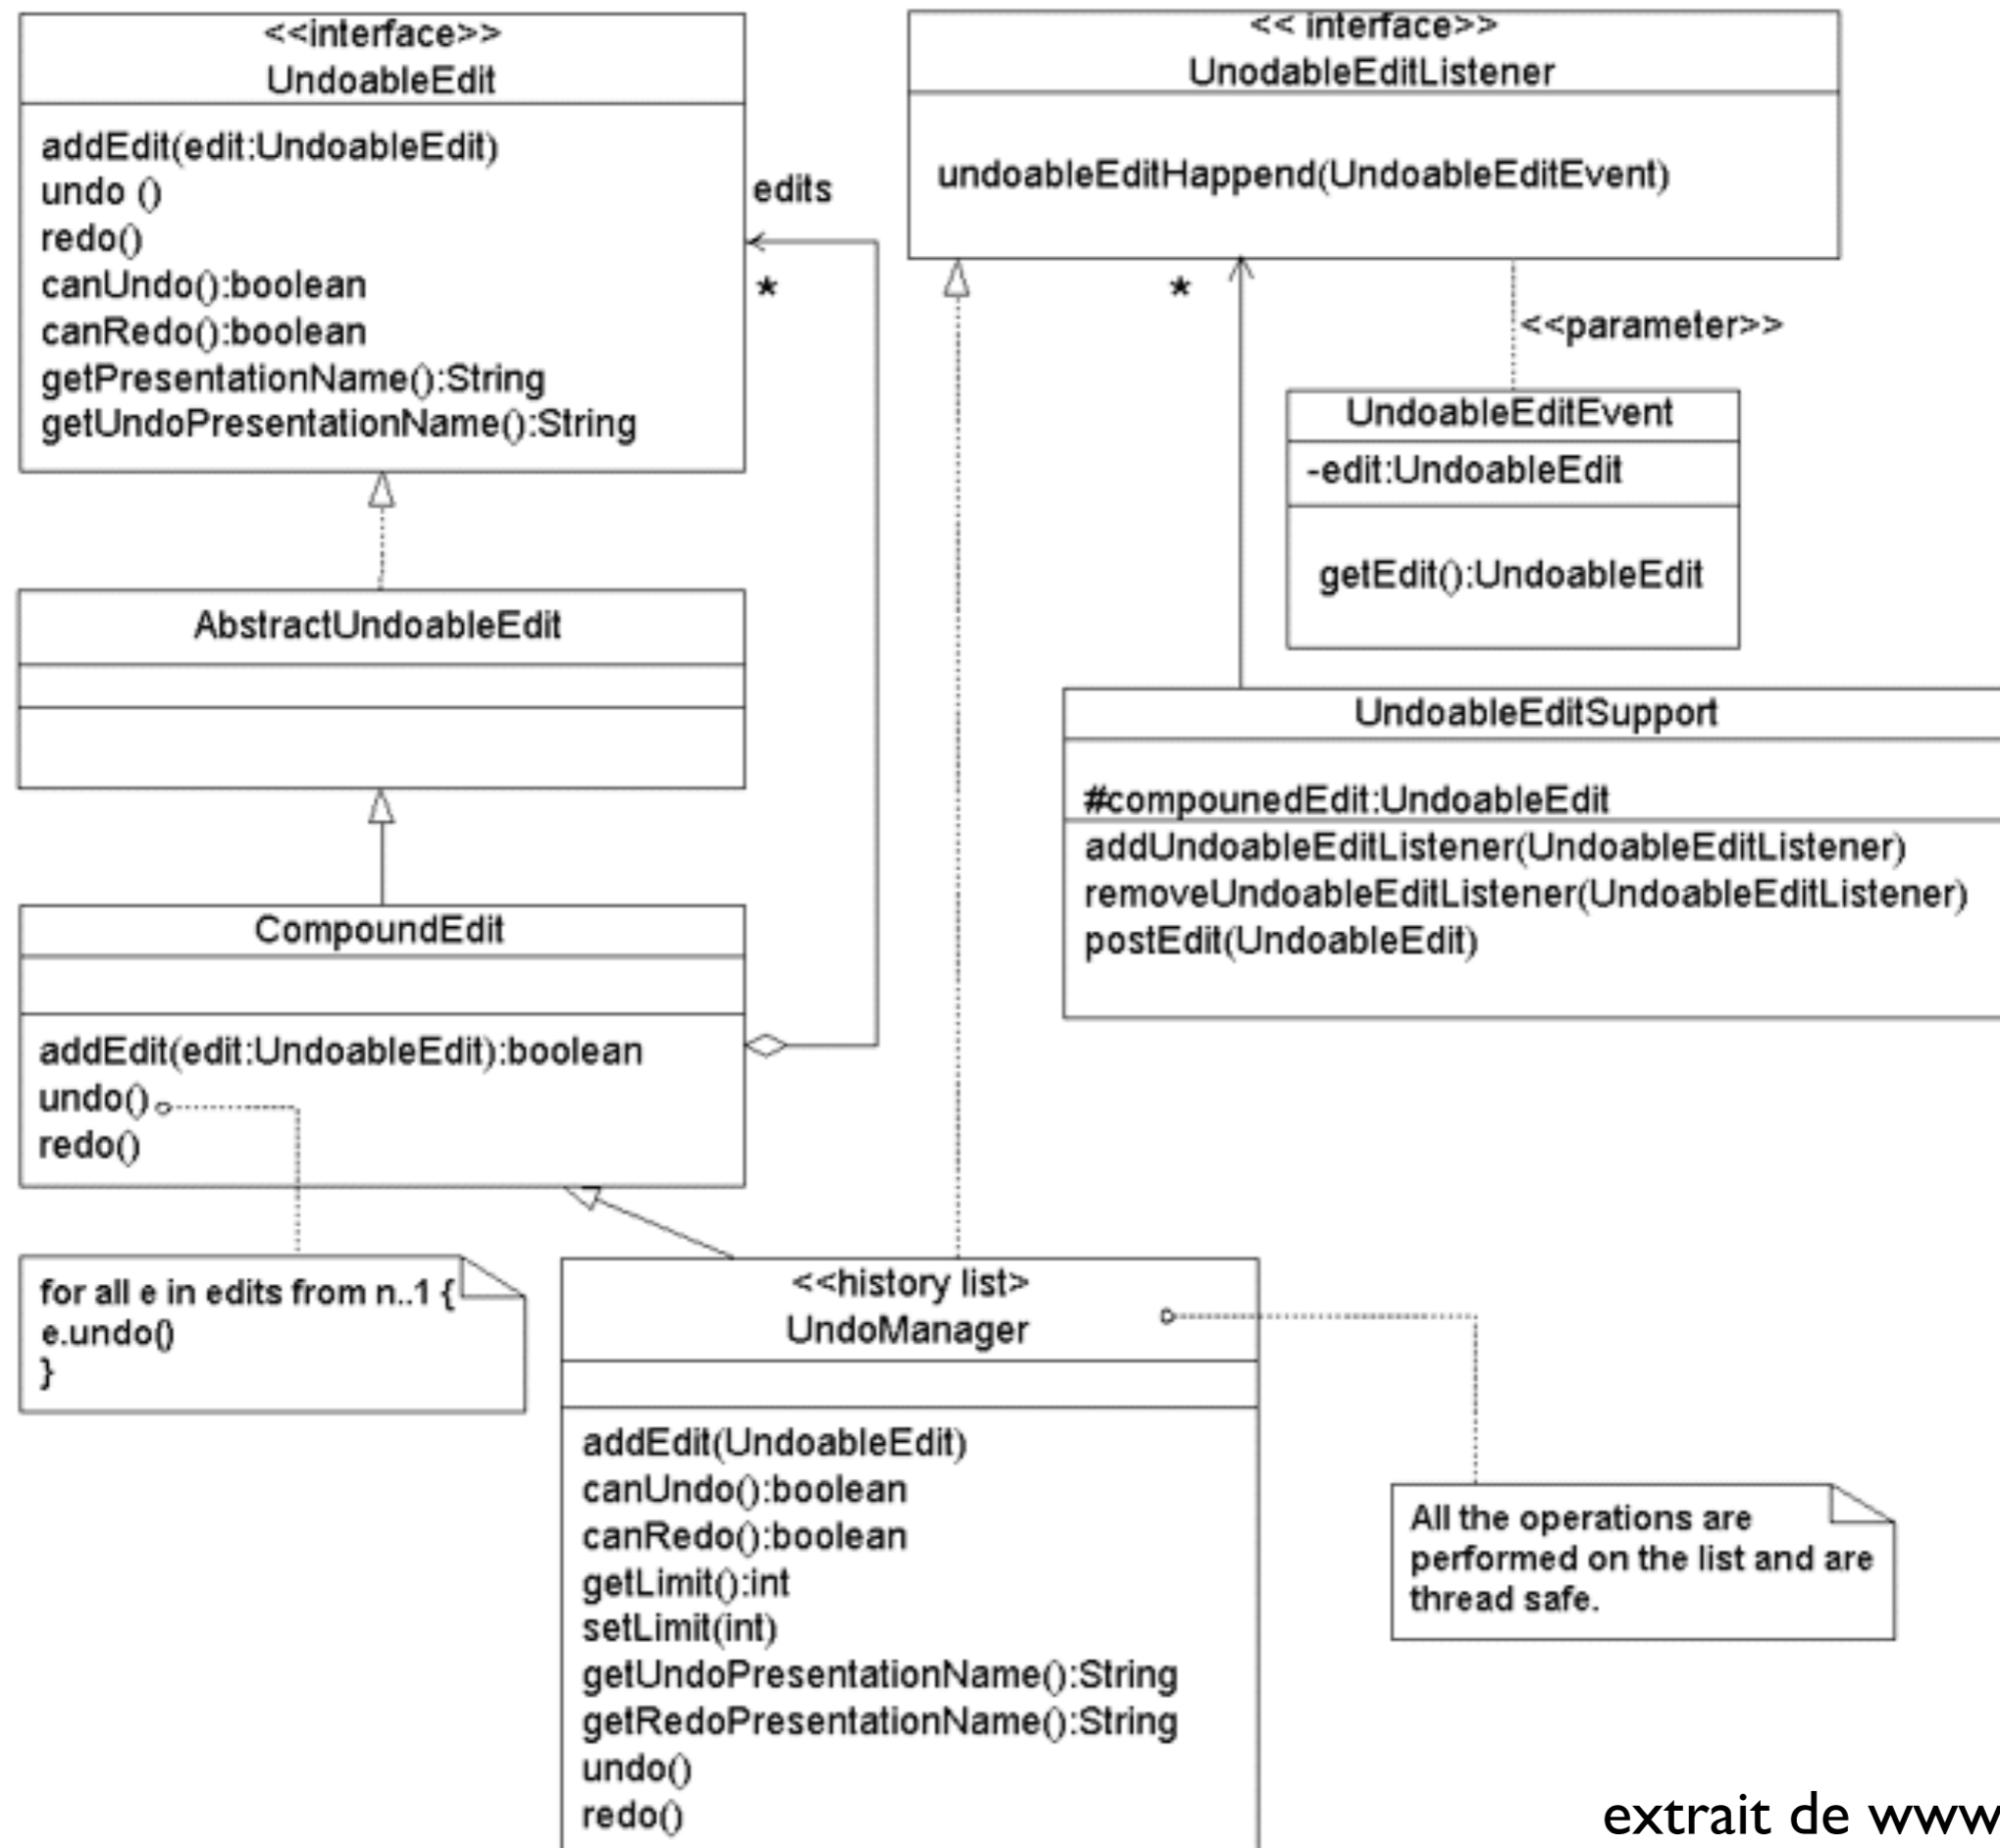 <<interface>>
UndoableEdit
addEdit(edit:UndoableEdit)
undo ()
redo()
canUndo():boolean
canRedo():boolean
getPresentationName():String
getUndoPresentationName():String
edits
*
<< interface>>
UnodableEditListener
undoableEditHappend(UndoableEditEvent)
*
<<parameter>>
UndoableEditEvent
-edit:UndoableEdit
getEdit():UndoableEdit
AbstractUndoableEdit
UndoableEditSupport
#compounedEdit:UndoableEdit
addUndoableEditListener(UndoableEditListener)
removeUndoableEditListener(UndoableEditListener)
postEdit(UndoableEdit)
CompoundEdit
addEdit(edit:UndoableEdit):boolean
undo()
redo()
for all e in edits from n..1 {
e.undo()
}
<<history list>
UndoManager
addEdit(UndoableEdit)
canUndo():boolean
canRedo():boolean
getLimit():int
setLimit(int)
getUndoPresentationName():String
getRedoPresentationName():String
undo()
redo()
All the operations are
performed on the list and are
thread safe.
extrait de www